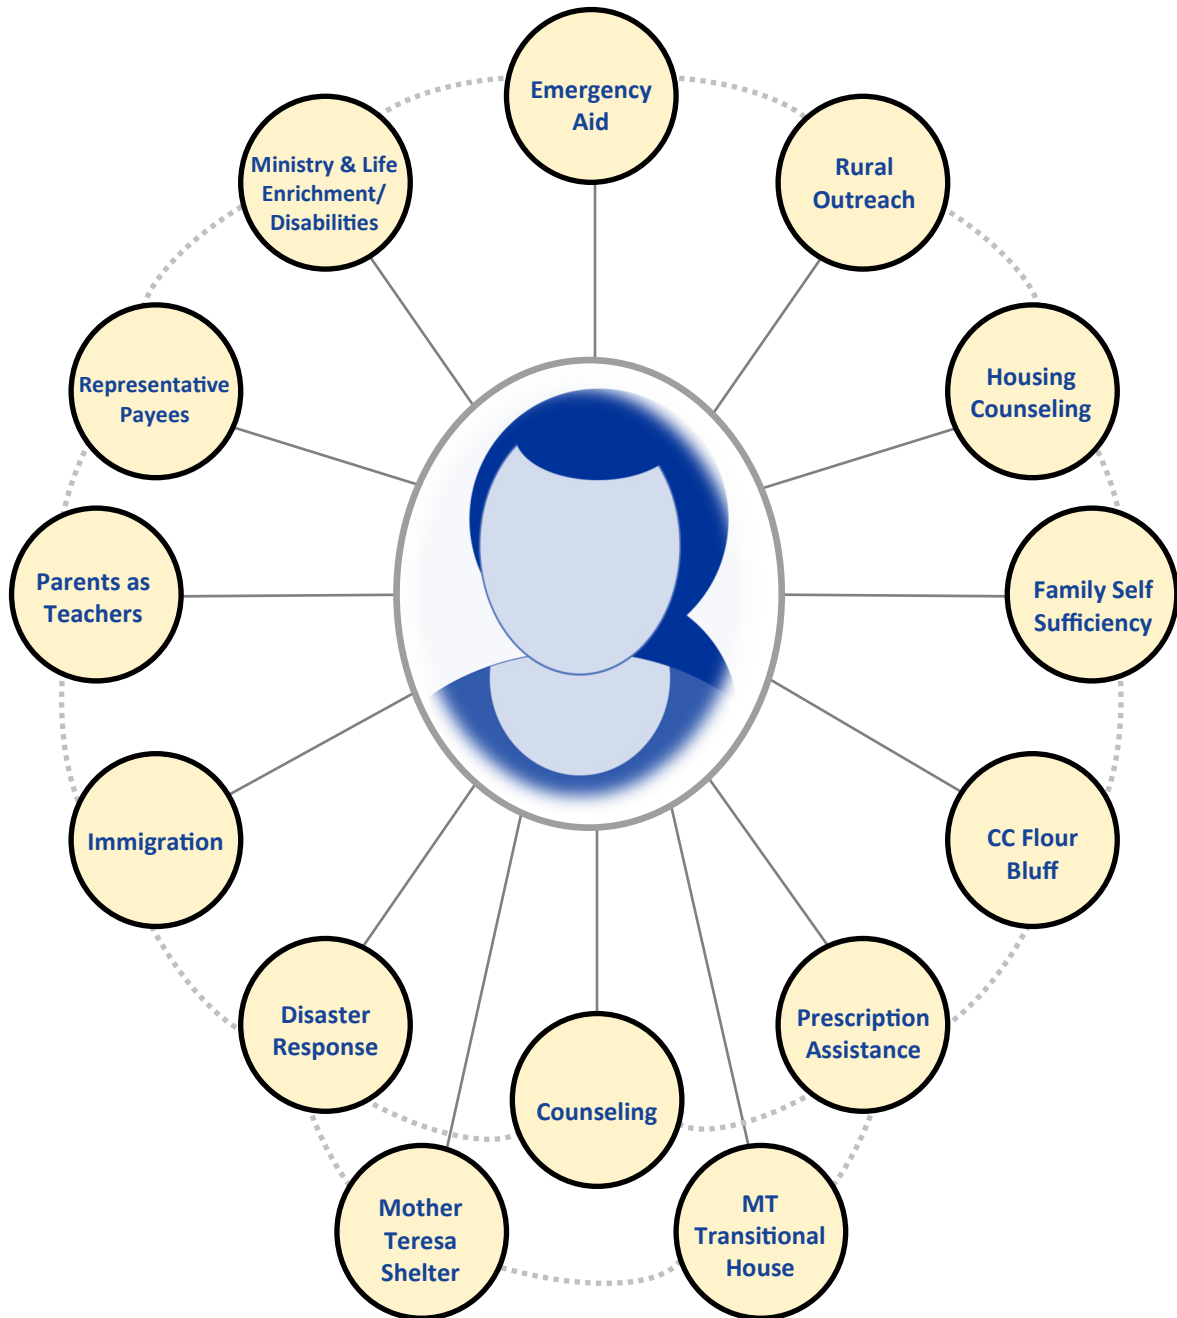 Emergency
Aid
Ministry & Life
Enrichment/
Disabilities
Rural
Outreach
Representative
Payees
Housing
Counseling
Parents as
Teachers
Family Self
Sufficiency
Immigration
CC Flour
Bluff
Disaster
Response
Prescription
Assistance
Counseling
Mother
Teresa
Shelter
MT
Transitional
House